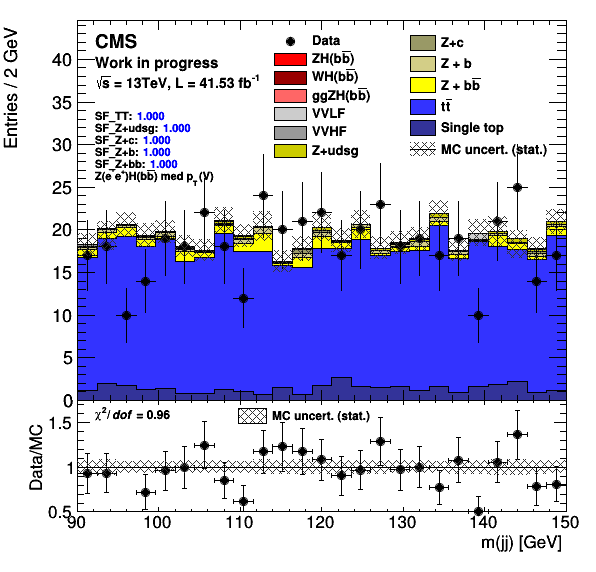 CMS
Work in progress
√s = 13TeV, L = 41.53 fb⁻¹
SF_TT: 1.000
SF_Z+udsg: 1.000
SF_Z+c: 1.000
SF_Z+b: 1.000
SF_Z+bb: 1.000
Z(e⁻e⁺)H(bb̅) med p_T(V)
Data
ZH(bb̅)
WH(bb̅)
ggZH(bb̅)
VVLF
VVHF
Z+udsg
Z+c
Z + b
Z + bb̅
tt̅
Single top
MC uncert. (stat.)
Entries / 2 GeV
40
35
30
25
20
15
10
5
0
χ²/dof = 0.96
MC uncert. (stat.)
Data/MC
1.5
1
0.5
90 100 110 120 130 140 150
m(jj) [GeV]